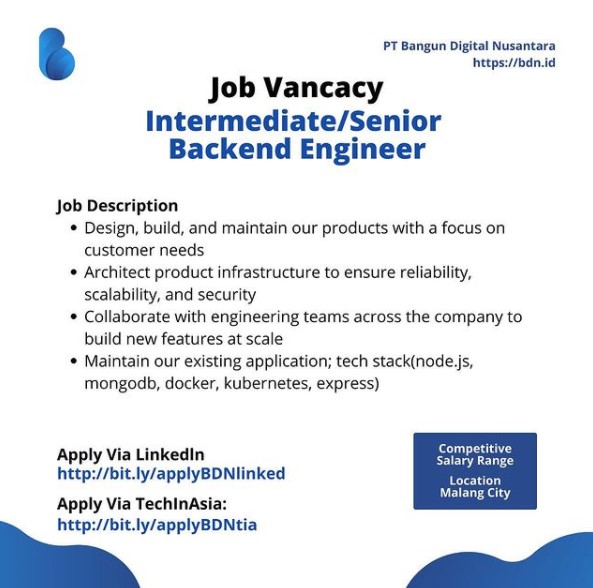 PT Bangun Digital Nusantara
https://bdn.id
Job Vancacy
Intermediate/Senior
Backend Engineer
Job Description
• Design, build, and maintain our products with a focus on
customer needs
• Architect product infrastructure to ensure reliability,
scalability, and security
• Collaborate with engineering teams across the company to
build new features at scale
• Maintain our existing application; tech stack(node.js,
mongodb, docker, kubernetes, express)
Apply Via LinkedIn
http://bit.ly/applyBDNlinked
Apply Via TechInAsia:
http://bit.ly/applyBDNtia
Competitive
Salary Range
Location
Malang City